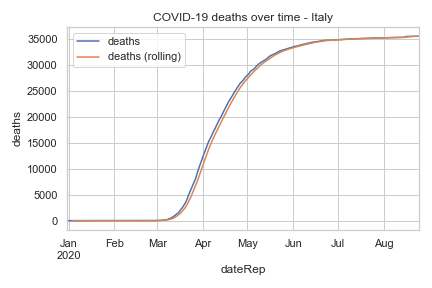 COVID-19 deaths over time - Italy
deaths
deaths (rolling)
35000
30000
25000
20000
15000
10000
5000
0
deaths
Jan Feb Mar Apr May Jun Jul Aug
2020
dateRep